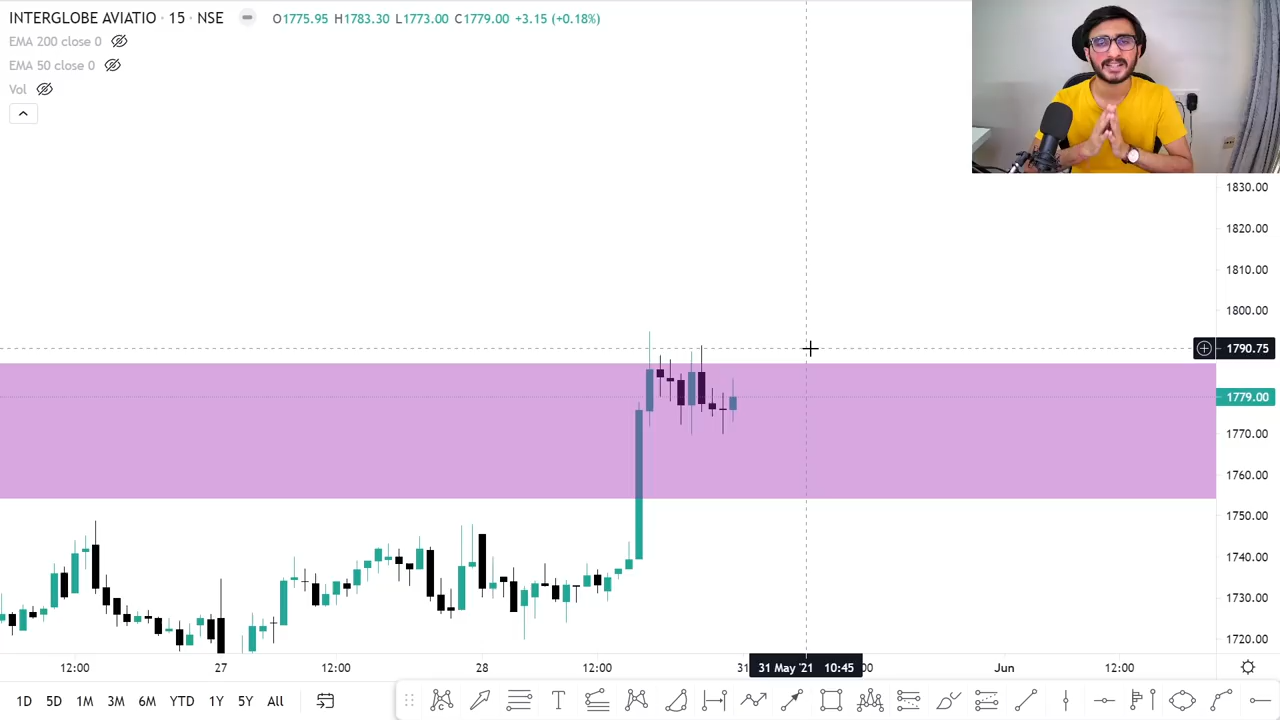 INTERGLOBE AVIATIO · 15 · NSE O1775.95 H1783.30 L1773.00 C1779.00 +3.15 (+0.18%)
EMA 200 close 0
EMA 50 close 0
Vol
1830.00
1820.00
1810.00
1800.00
1790.75
1779.00
1770.00
1760.00
1750.00
1740.00
1730.00
1720.00
12:00 27 12:00 28 12:00 31 31 May '21 10:45 :00 Jun 12:00
1D 5D 1M 3M 6M YTD 1Y 5Y All